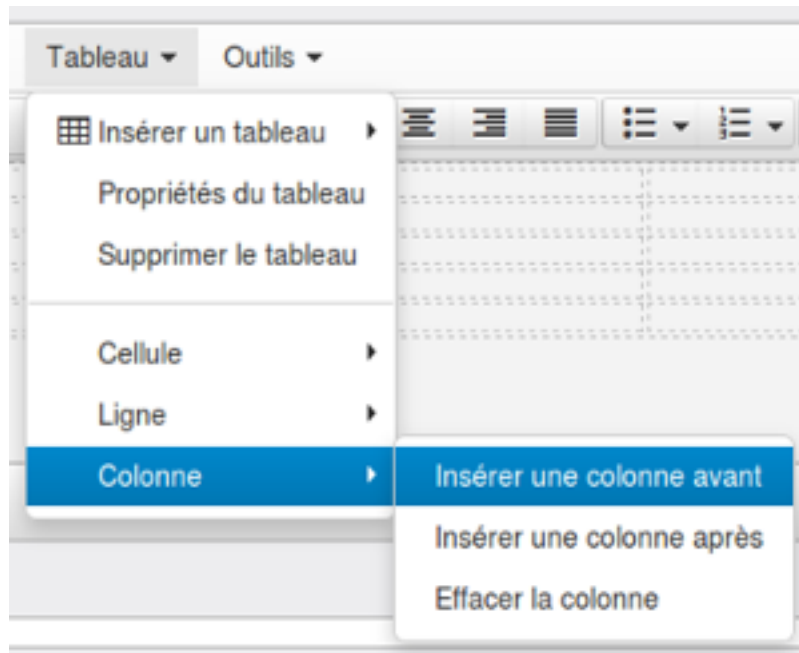 Tableau Outils
Insérer un tableau
Propriétés du tableau
Supprimer le tableau
Cellule
Ligne
Colonne
Insérer une colonne avant
Insérer une colonne après
Effacer la colonne